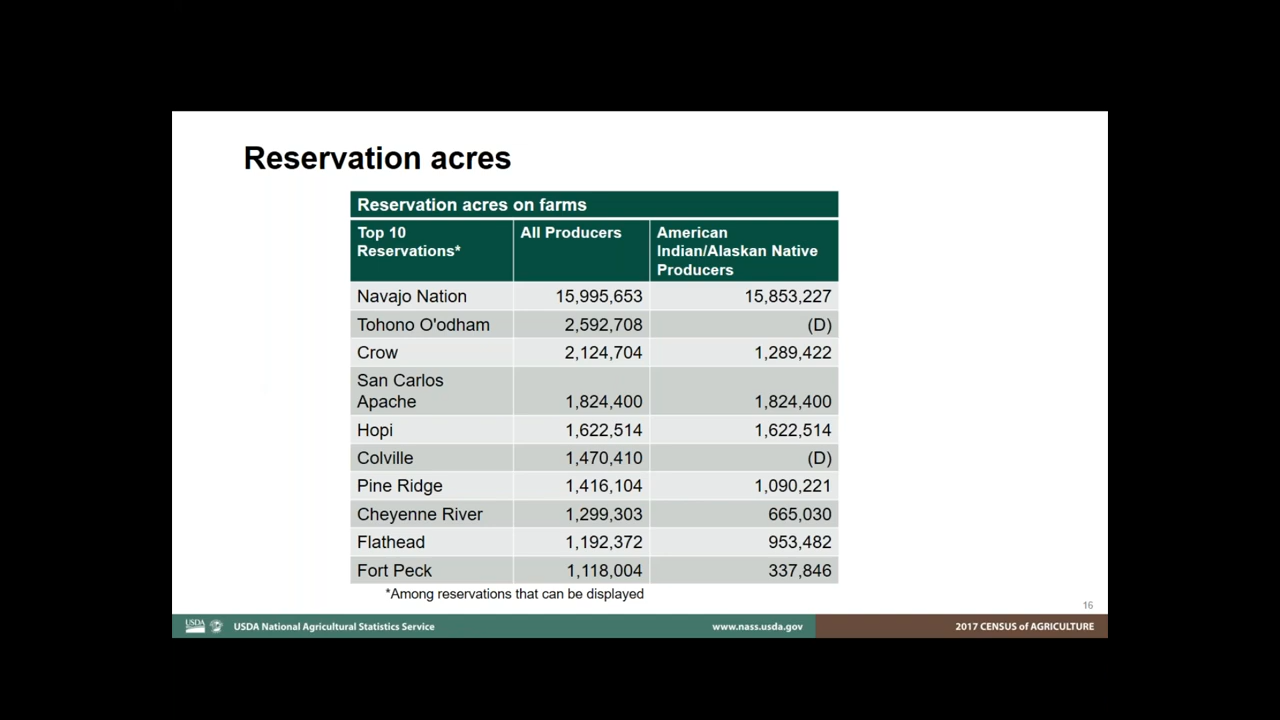 Reservation acres
Reservation acres on farms
Top 10 Reservations* All Producers American Indian/Alaskan Native Producers
Navajo Nation 15,995,653 15,853,227
Tohono O'odham 2,592,708 (D)
Crow 2,124,704 1,289,422
San Carlos Apache 1,824,400 1,824,400
Hopi 1,622,514 1,622,514
Colville 1,470,410 (D)
Pine Ridge 1,416,104 1,090,221
Cheyenne River 1,299,303 665,030
Flathead 1,192,372 953,482
Fort Peck 1,118,004 337,846
*Among reservations that can be displayed
16
USDA USDA National Agricultural Statistics Service www.nass.usda.gov 2017 CENSUS of AGRICULTURE